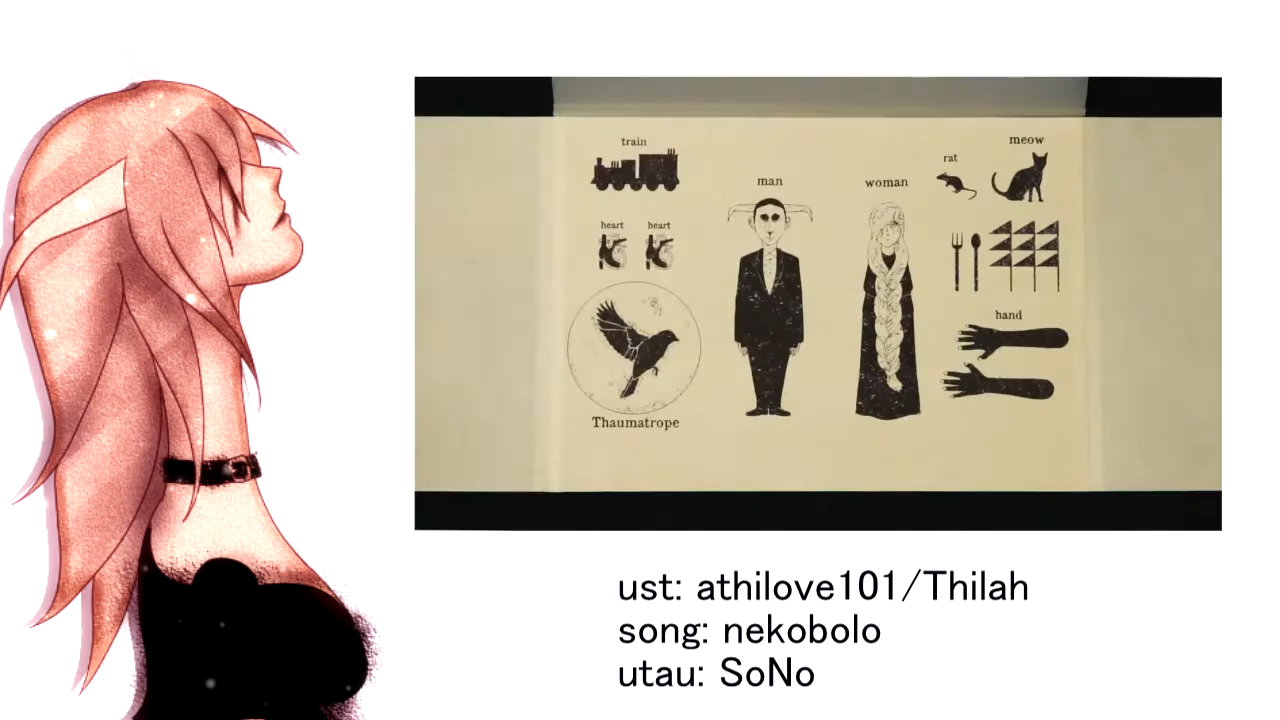 train
meow
rat
man
woman
heart heart
hand
Thaumatrope
ust: athilove101/Thilah
song: nekobolo
utau: SoNo